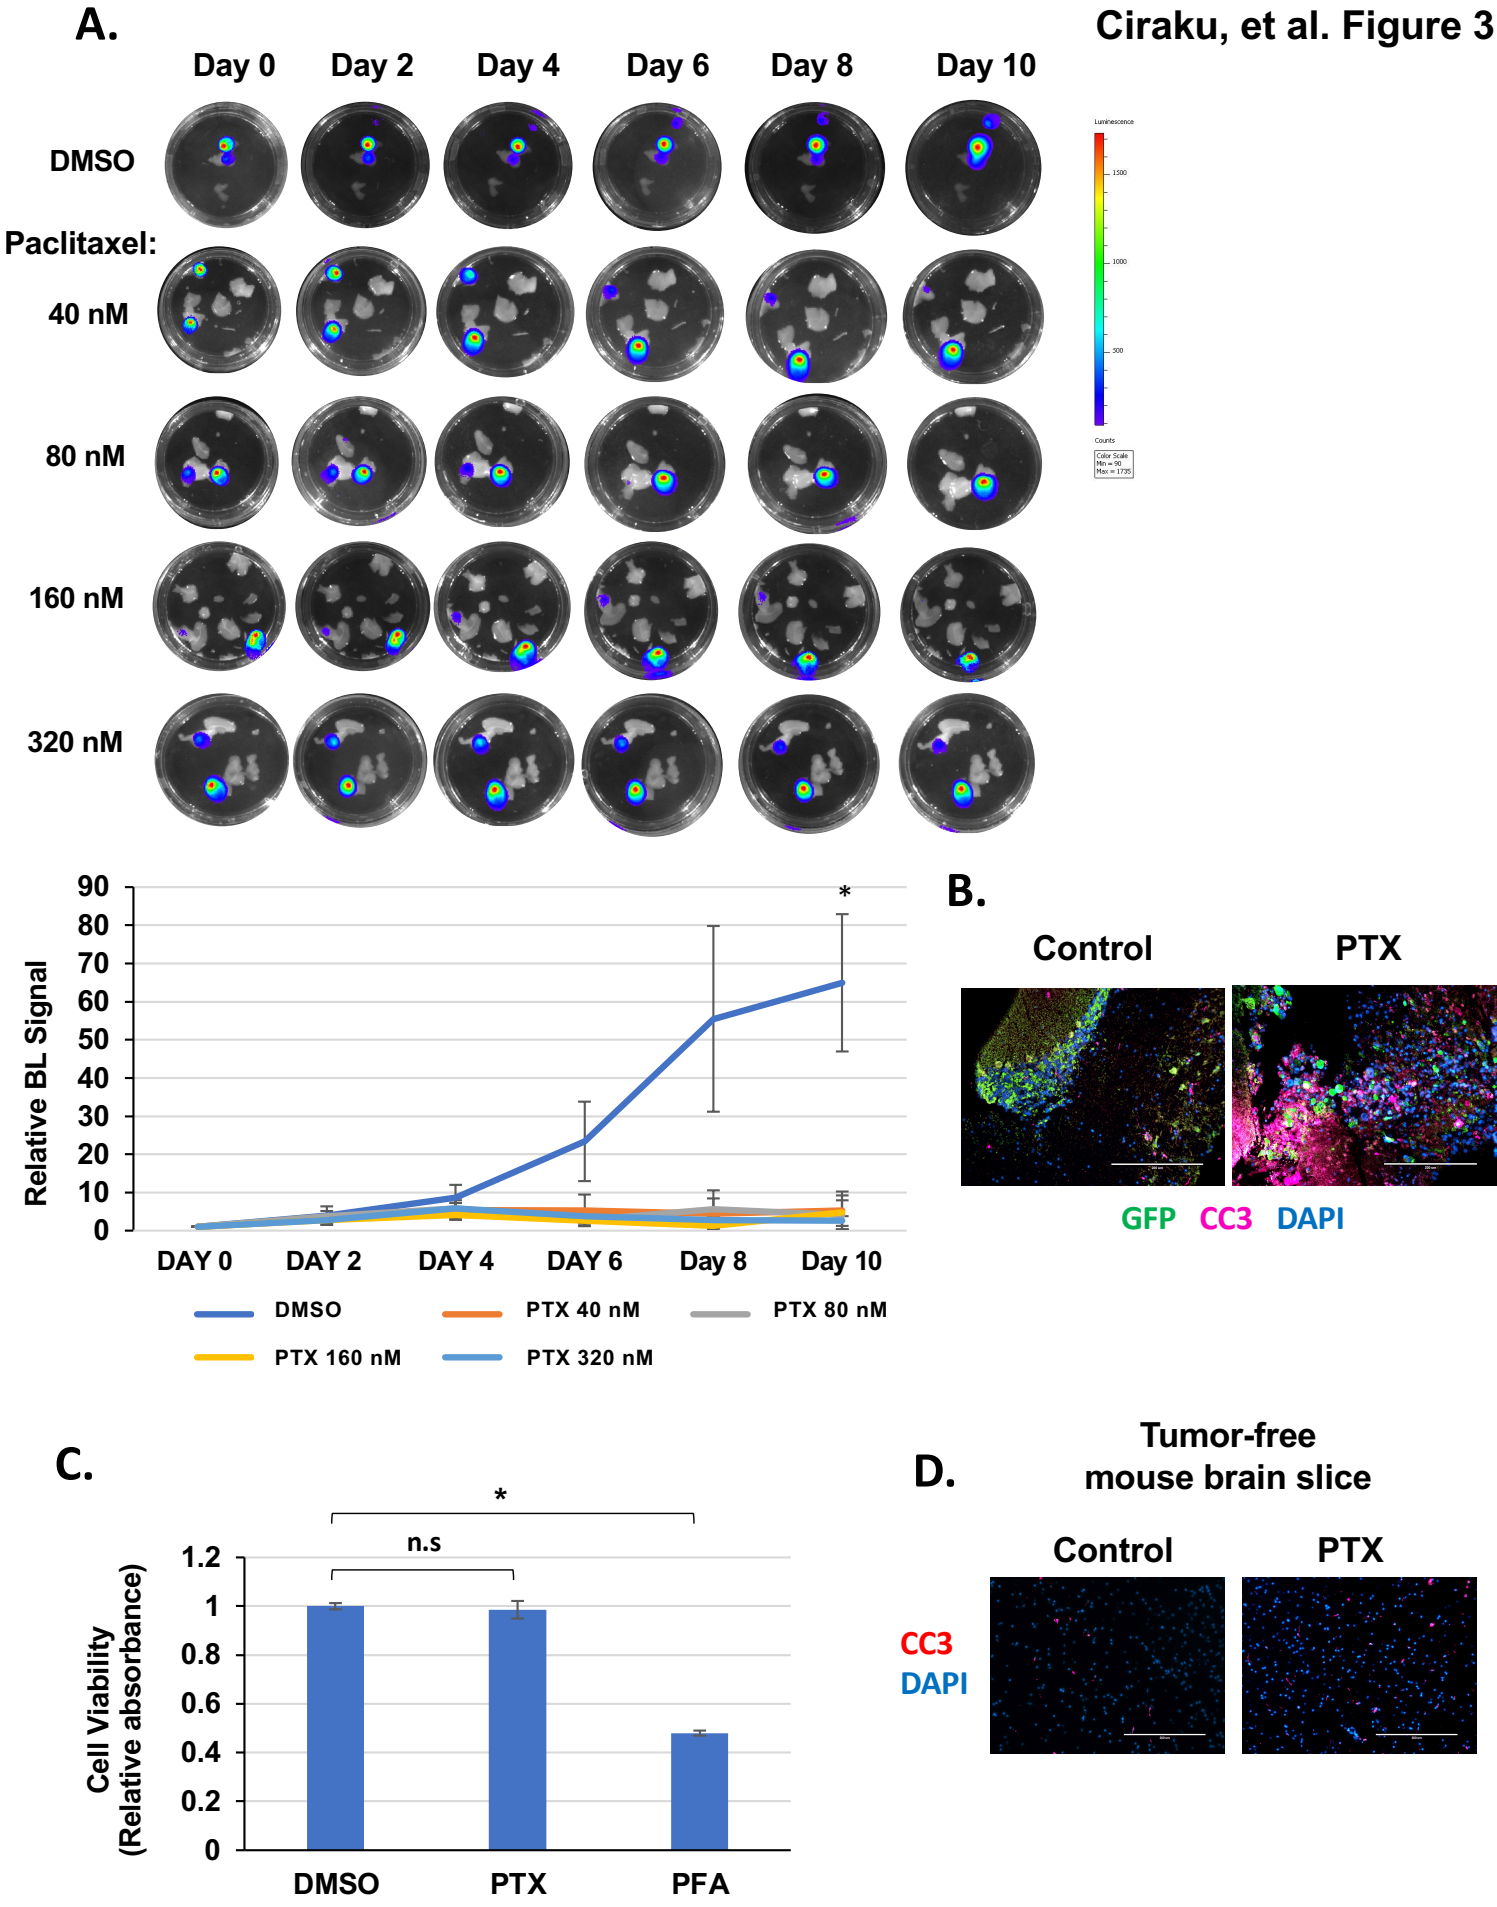 Ciraku, et al. Figure 3
A.
Day 0 Day 2 Day 4 Day 6 Day 8 Day 10
DMSO
Paclitaxel:
40 nM
80 nM
160 nM
320 nM
Luminescence
1500
1000
500
Counts
Color Scale
Min = 90
Max = 1735
90
80
70
60
50
40
30
20
10
0
Relative BL Signal
*
DAY 0 DAY 2 DAY 4 DAY 6 Day 8 Day 10
DMSO PTX 40 nM PTX 80 nM
PTX 160 nM PTX 320 nM
B.
Control PTX
GFP CC3 DAPI
C.
*
n.s
1.2
1
0.8
0.6
0.4
0.2
0
Cell Viability
(Relative absorbance)
DMSO PTX PFA
D.
Tumor-free
mouse brain slice
Control PTX
CC3
DAPI